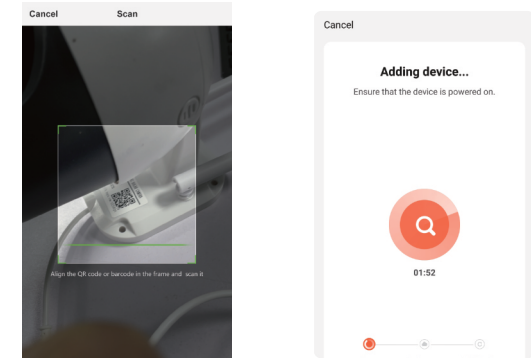 Cancel
Scan
Align the QR code or barcode in the frame and scan it
Cancel
Adding device...
Ensure that the device is powered on.
01:52